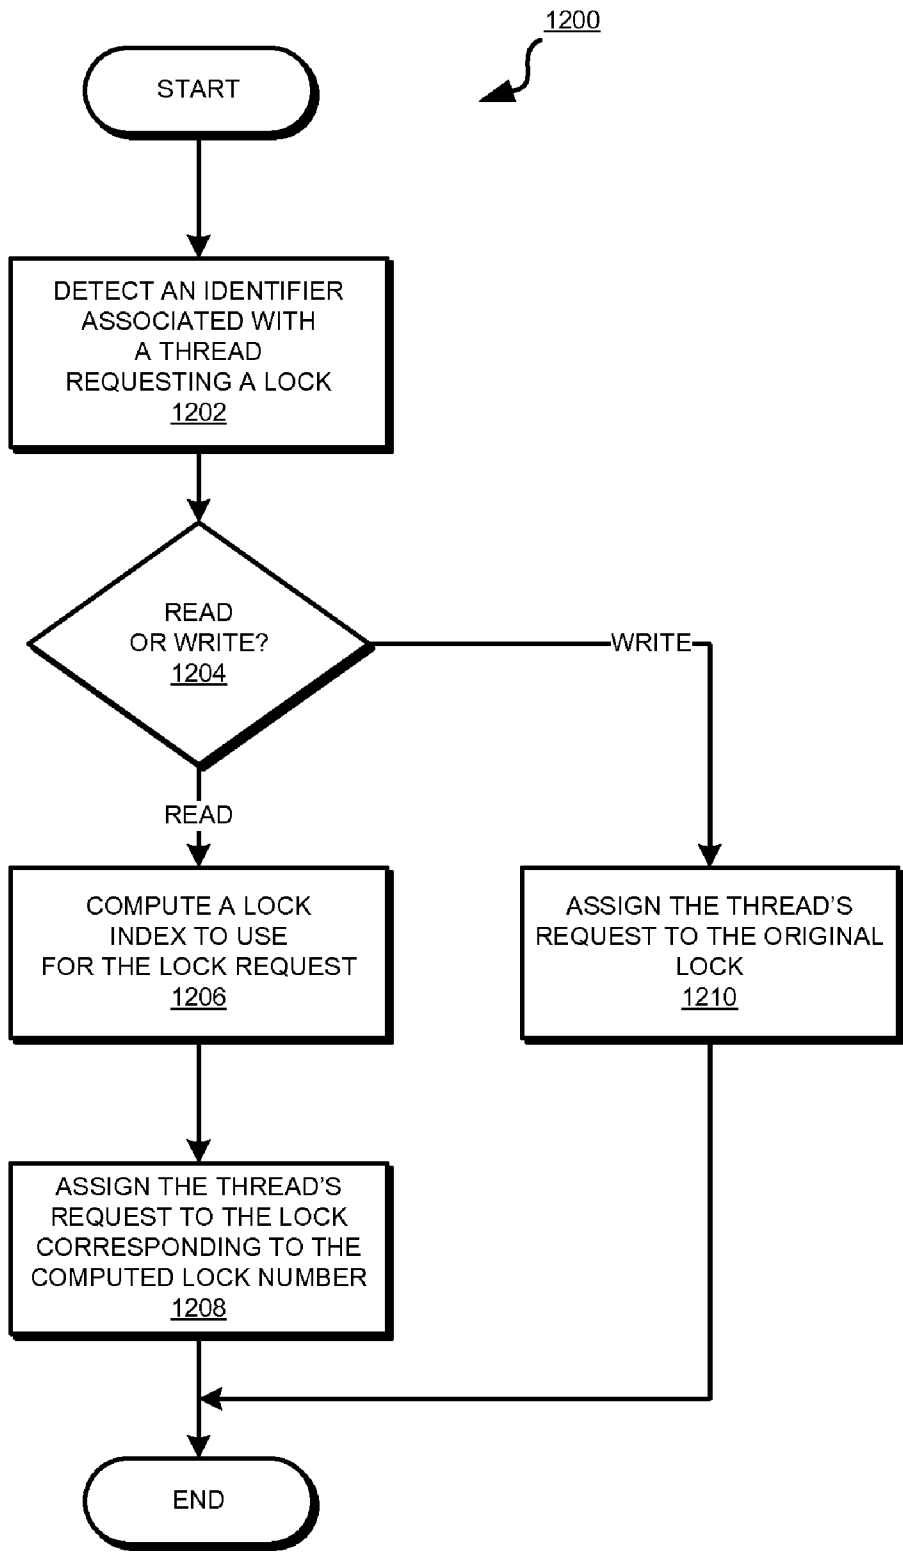 1200
START
DETECT AN IDENTIFIER
ASSOCIATED WITH
A THREAD
REQUESTING A LOCK
1202
READ
OR WRITE?
1204
WRITE
READ
COMPUTE A LOCK
INDEX TO USE
FOR THE LOCK REQUEST
1206
ASSIGN THE THREAD'S
REQUEST TO THE ORIGINAL
LOCK
1210
ASSIGN THE THREAD'S
REQUEST TO THE LOCK
CORRESPONDING TO THE
COMPUTED LOCK NUMBER
1208
END